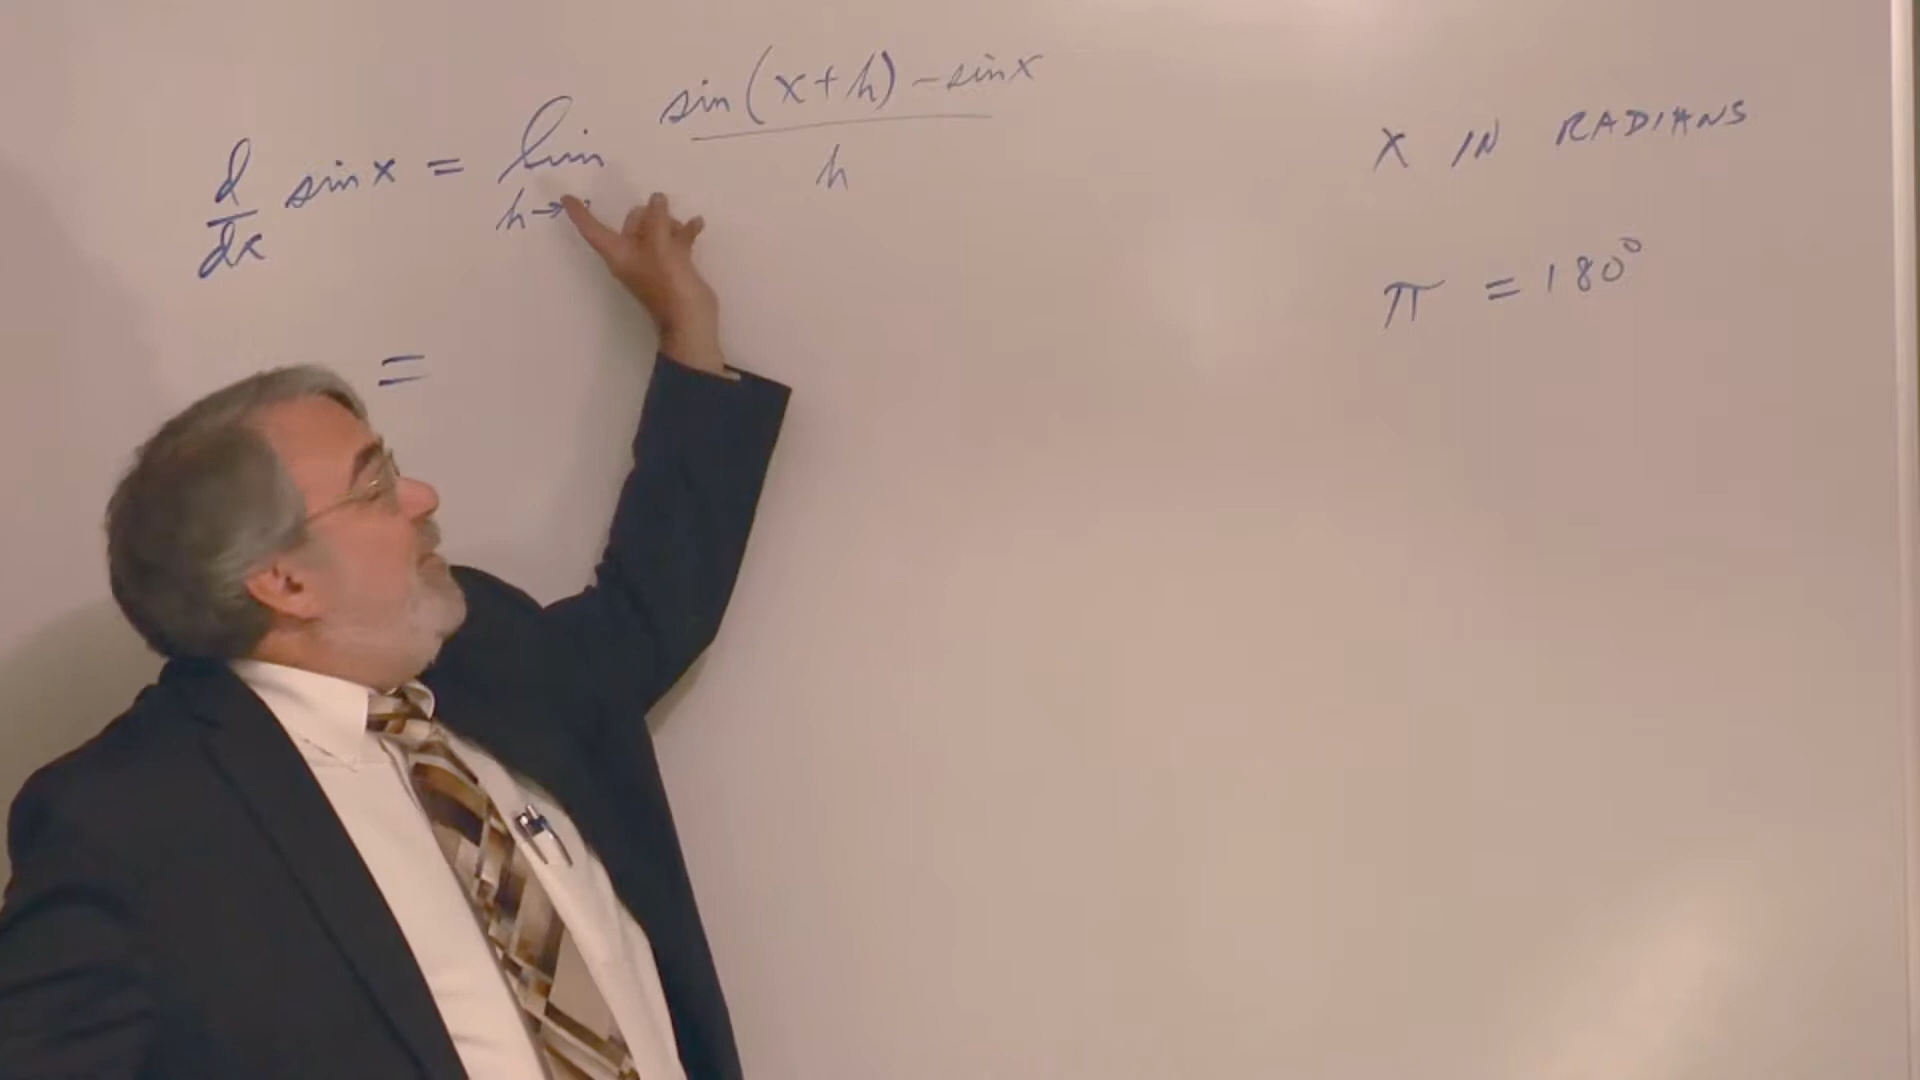 d/dx sin x = lim h→ sin(x+h) - sin x / h
=
X IN RADIANS
π = 180°